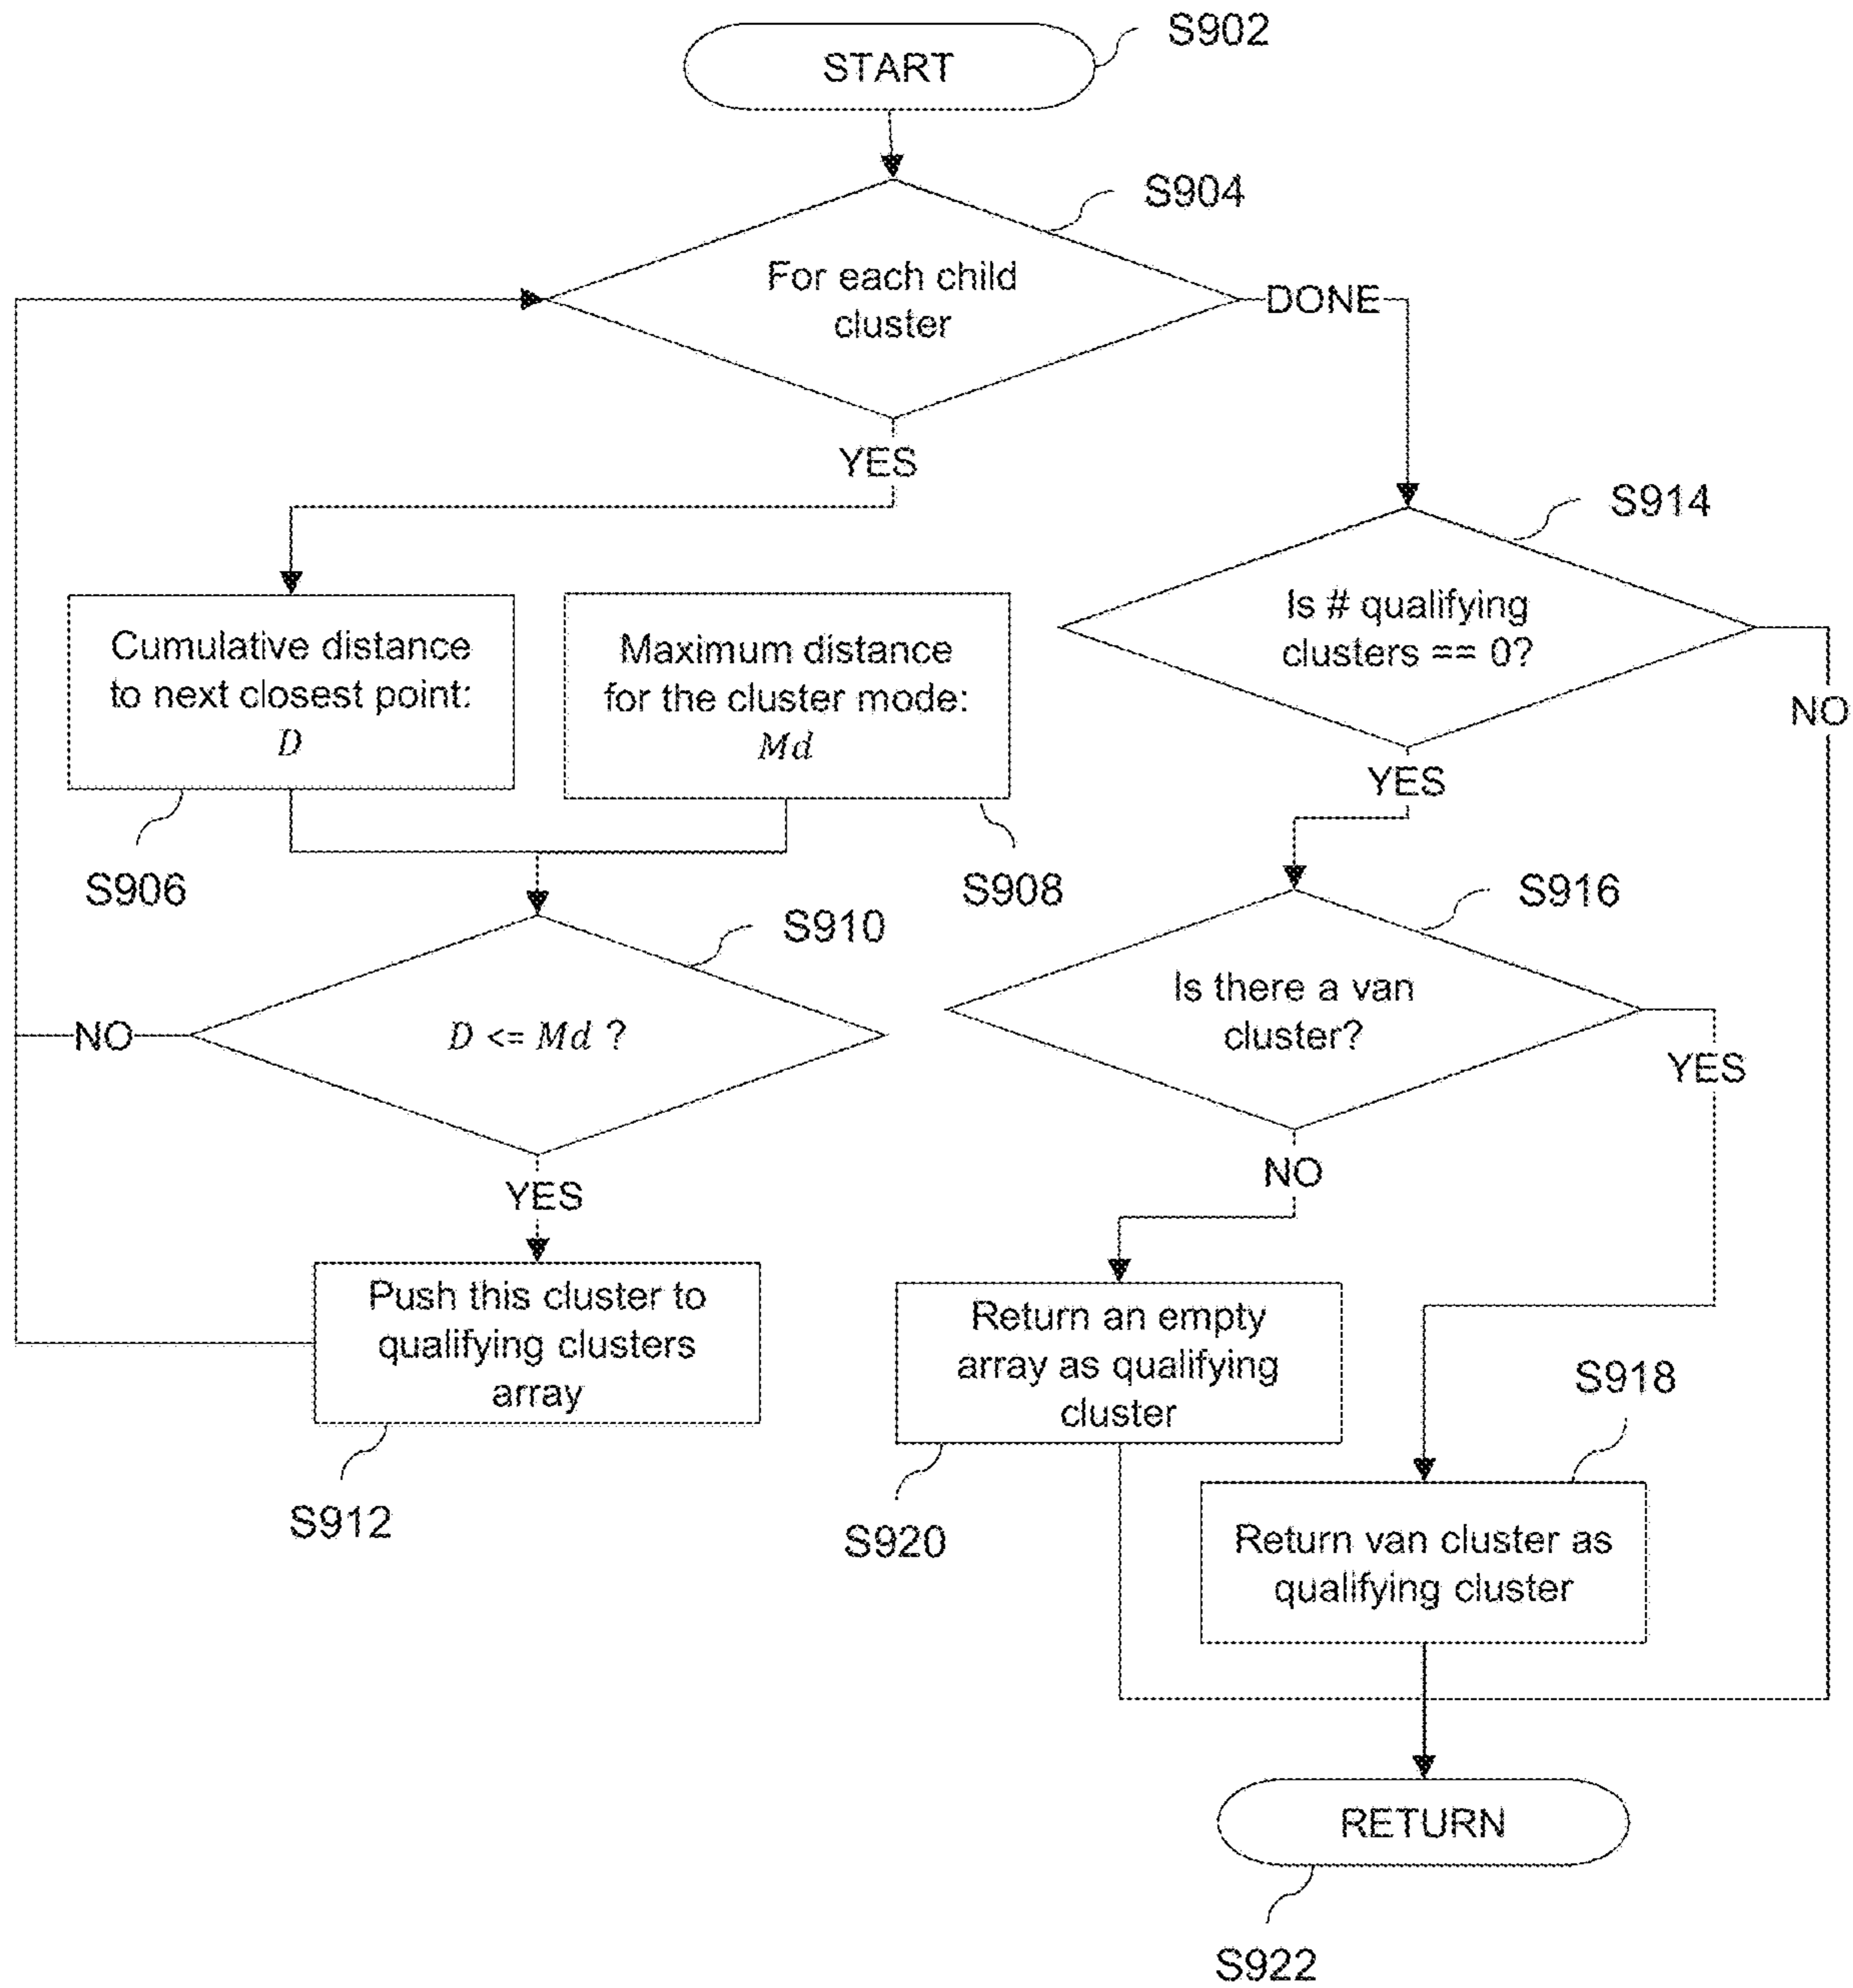 START
S902
S904
For each child
cluster
DONE
YES
S914
Is # qualifying
clusters == 0?
NO
YES
Cumulative distance
to next closest point:
D
S906
Maximum distance
for the cluster mode:
Md
S908
S910
D <= Md ?
NO
YES
Push this cluster to
qualifying clusters
array
S912
S916
Is there a van
cluster?
YES
NO
Return an empty
array as qualifying
cluster
S920
S918
Return van cluster as
qualifying cluster
RETURN
S922